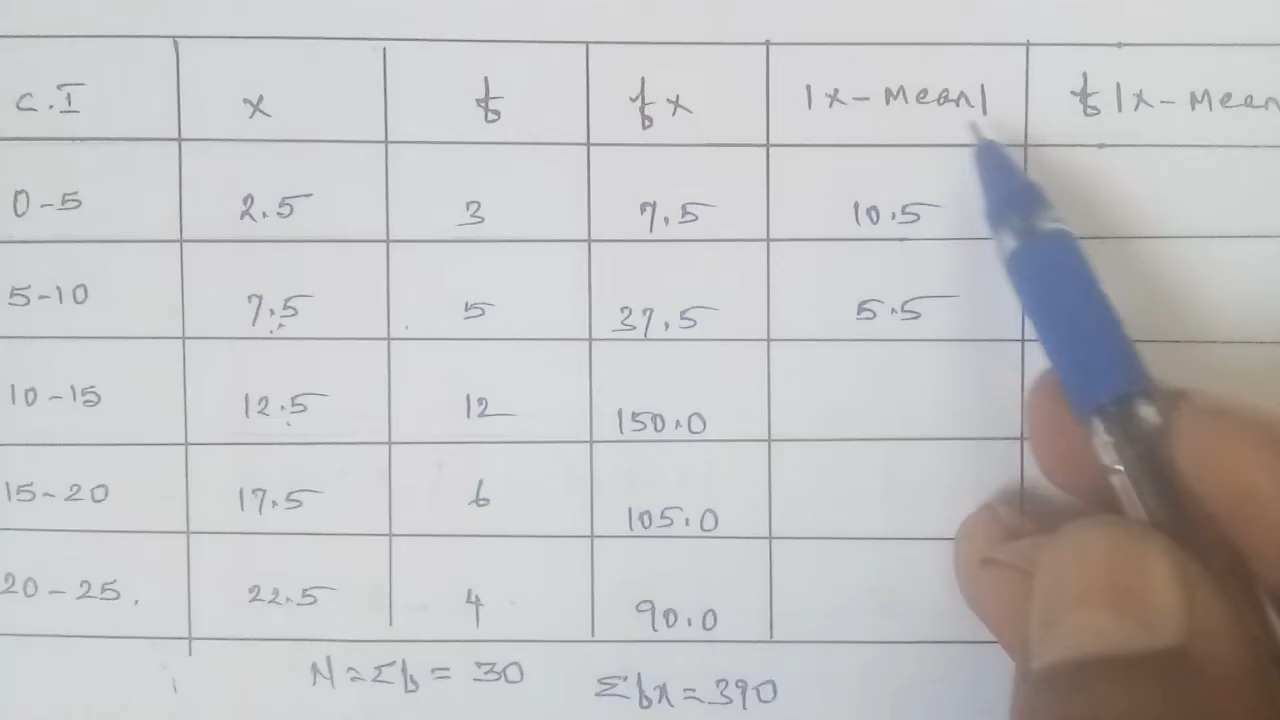 C.I x f fx |x - Mean| f |x - Mean
0-5 2.5 3 7.5 10.5
5-10 7.5 5 37.5 5.5
10-15 12.5 12 150.0
15-20 17.5 6 105.0
20-25. 22.5 4 90.0
N = Σf = 30 Σfx = 390